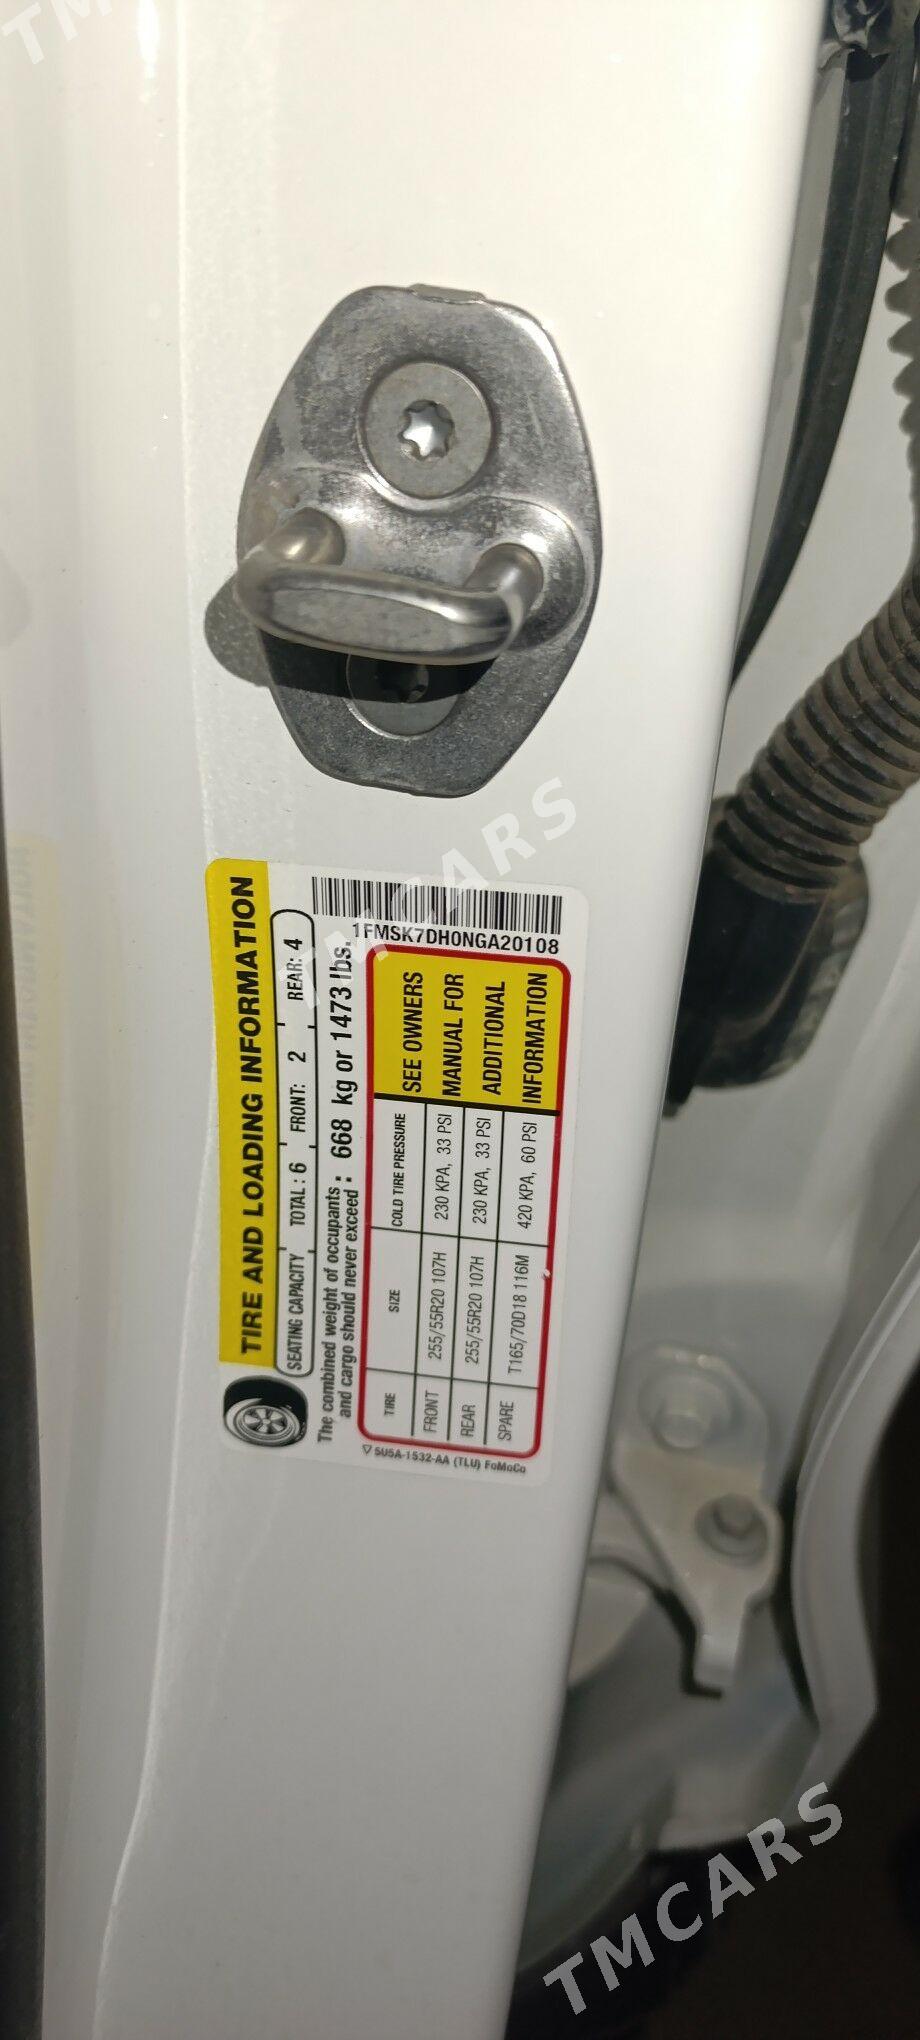 TM
TIRE AND LOADING INFORMATION
SEATING CAPACITY TOTAL : 6 FRONT: 2 REAR: 4
The combined weight of occupants and cargo should never exceed : 668 kg or 1473 lbs.
1FMSK7DH0NGA20108
TIRE SIZE COLD TIRE PRESSURE
FRONT 255/55R20 107H 230 KPA, 33 PSI
REAR 255/55R20 107H 230 KPA, 33 PSI
SPARE T165/70D18 116M 420 KPA, 60 PSI
SEE OWNERS
MANUAL FOR
ADDITIONAL
INFORMATION
5U5A-1532-AA (TLU) FoMoCo
TMCARS
TMCARS